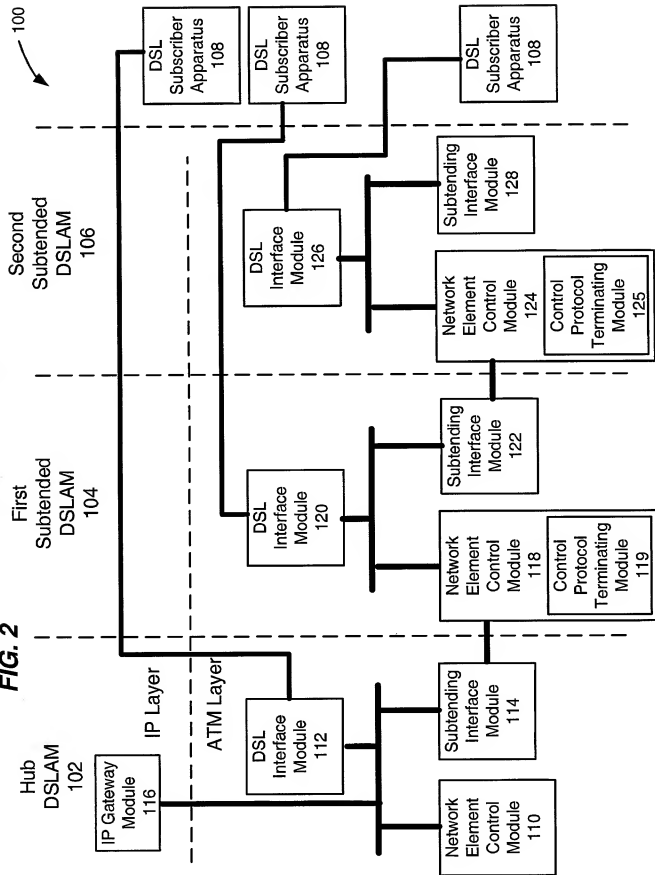 FIG. 2
100
Hub
DSLAM
102
First
Subtended
DSLAM
104
Second
Subtended
DSLAM
106
IP Gateway
Module
116
IP Layer
ATM Layer
DSL
Subscriber
Apparatus
108
DSL
Subscriber
Apparatus
108
DSL
Subscriber
Apparatus
108
DSL
Interface
Module
112
DSL
Interface
Module
120
DSL
Interface
Module
126
Network
Element
Control
Module
110
Subtending
Interface
Module
114
Network
Element
Control
Module
118
Control
Protocol
Terminating
Module
119
Subtending
Interface
Module
122
Network
Element
Control
Module
124
Control
Protocol
Terminating
Module
125
Subtending
Interface
Module
128